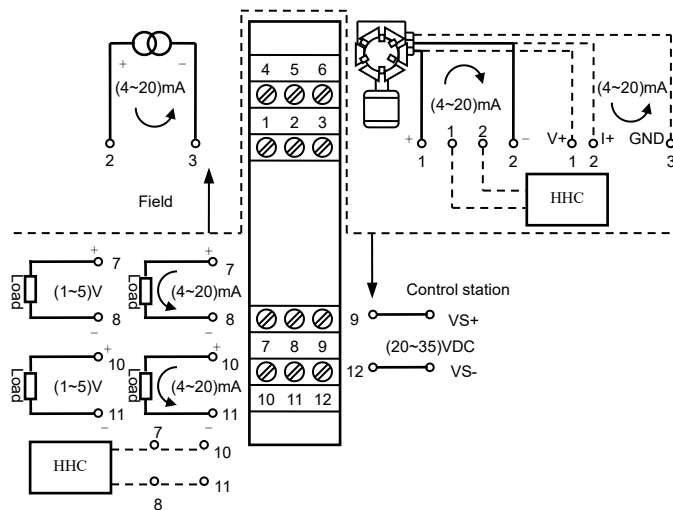 + −
(4~20)mA
2 3
Field
4 5 6
1 2 3
(4~20)mA
(4~20)mA
1 2
+ − V+ I+ GND
1 2 1 2 3
HHC
+ 7
Load (1~5)V
− 8
+ 7
Load (4~20)mA
− 8
+ 10
Load (1~5)V
− 11
+ 10
Load (4~20)mA
− 11
7 10
HHC
8 11
7 8 9
10 11 12
Control station
9 VS+
(20~35)VDC
12 VS-